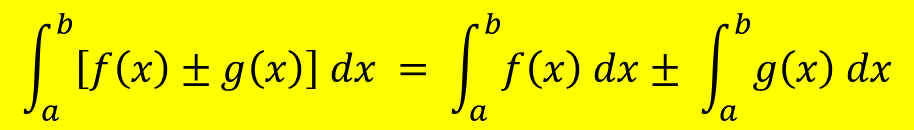 ∫_a^b [f(x) ± g(x)] dx = ∫_a^b f(x) dx ± ∫_a^b g(x) dx